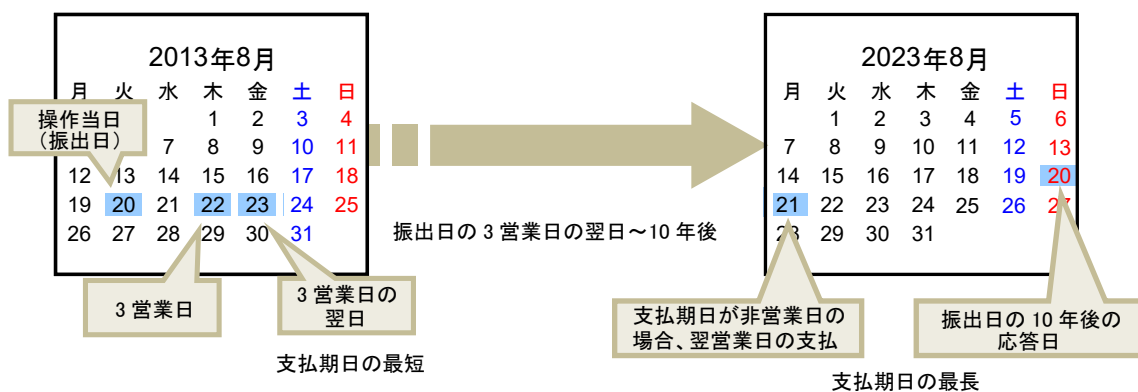 2013年8月
月 火 水 木 金 土 日
操作当日
（振出日）
1 2 3 4
7 8 9 10 11
12 13 14 15 16 17 18
19 20 21 22 23 24 25
26 27 28 29 30 31
3 営業日
3 営業日の
翌日
支払期日の最短
振出日の 3 営業日の翌日～10 年後
2023年8月
月 火 水 木 金 土 日
1 2 3 4 5 6
7 8 9 10 11 12 13
14 15 16 17 18 19 20
21 22 23 24 25 26 27
28 29 30 31
支払期日が非営業日の
場合、翌営業日の支払
振出日の 10 年後の
応答日
支払期日の最長